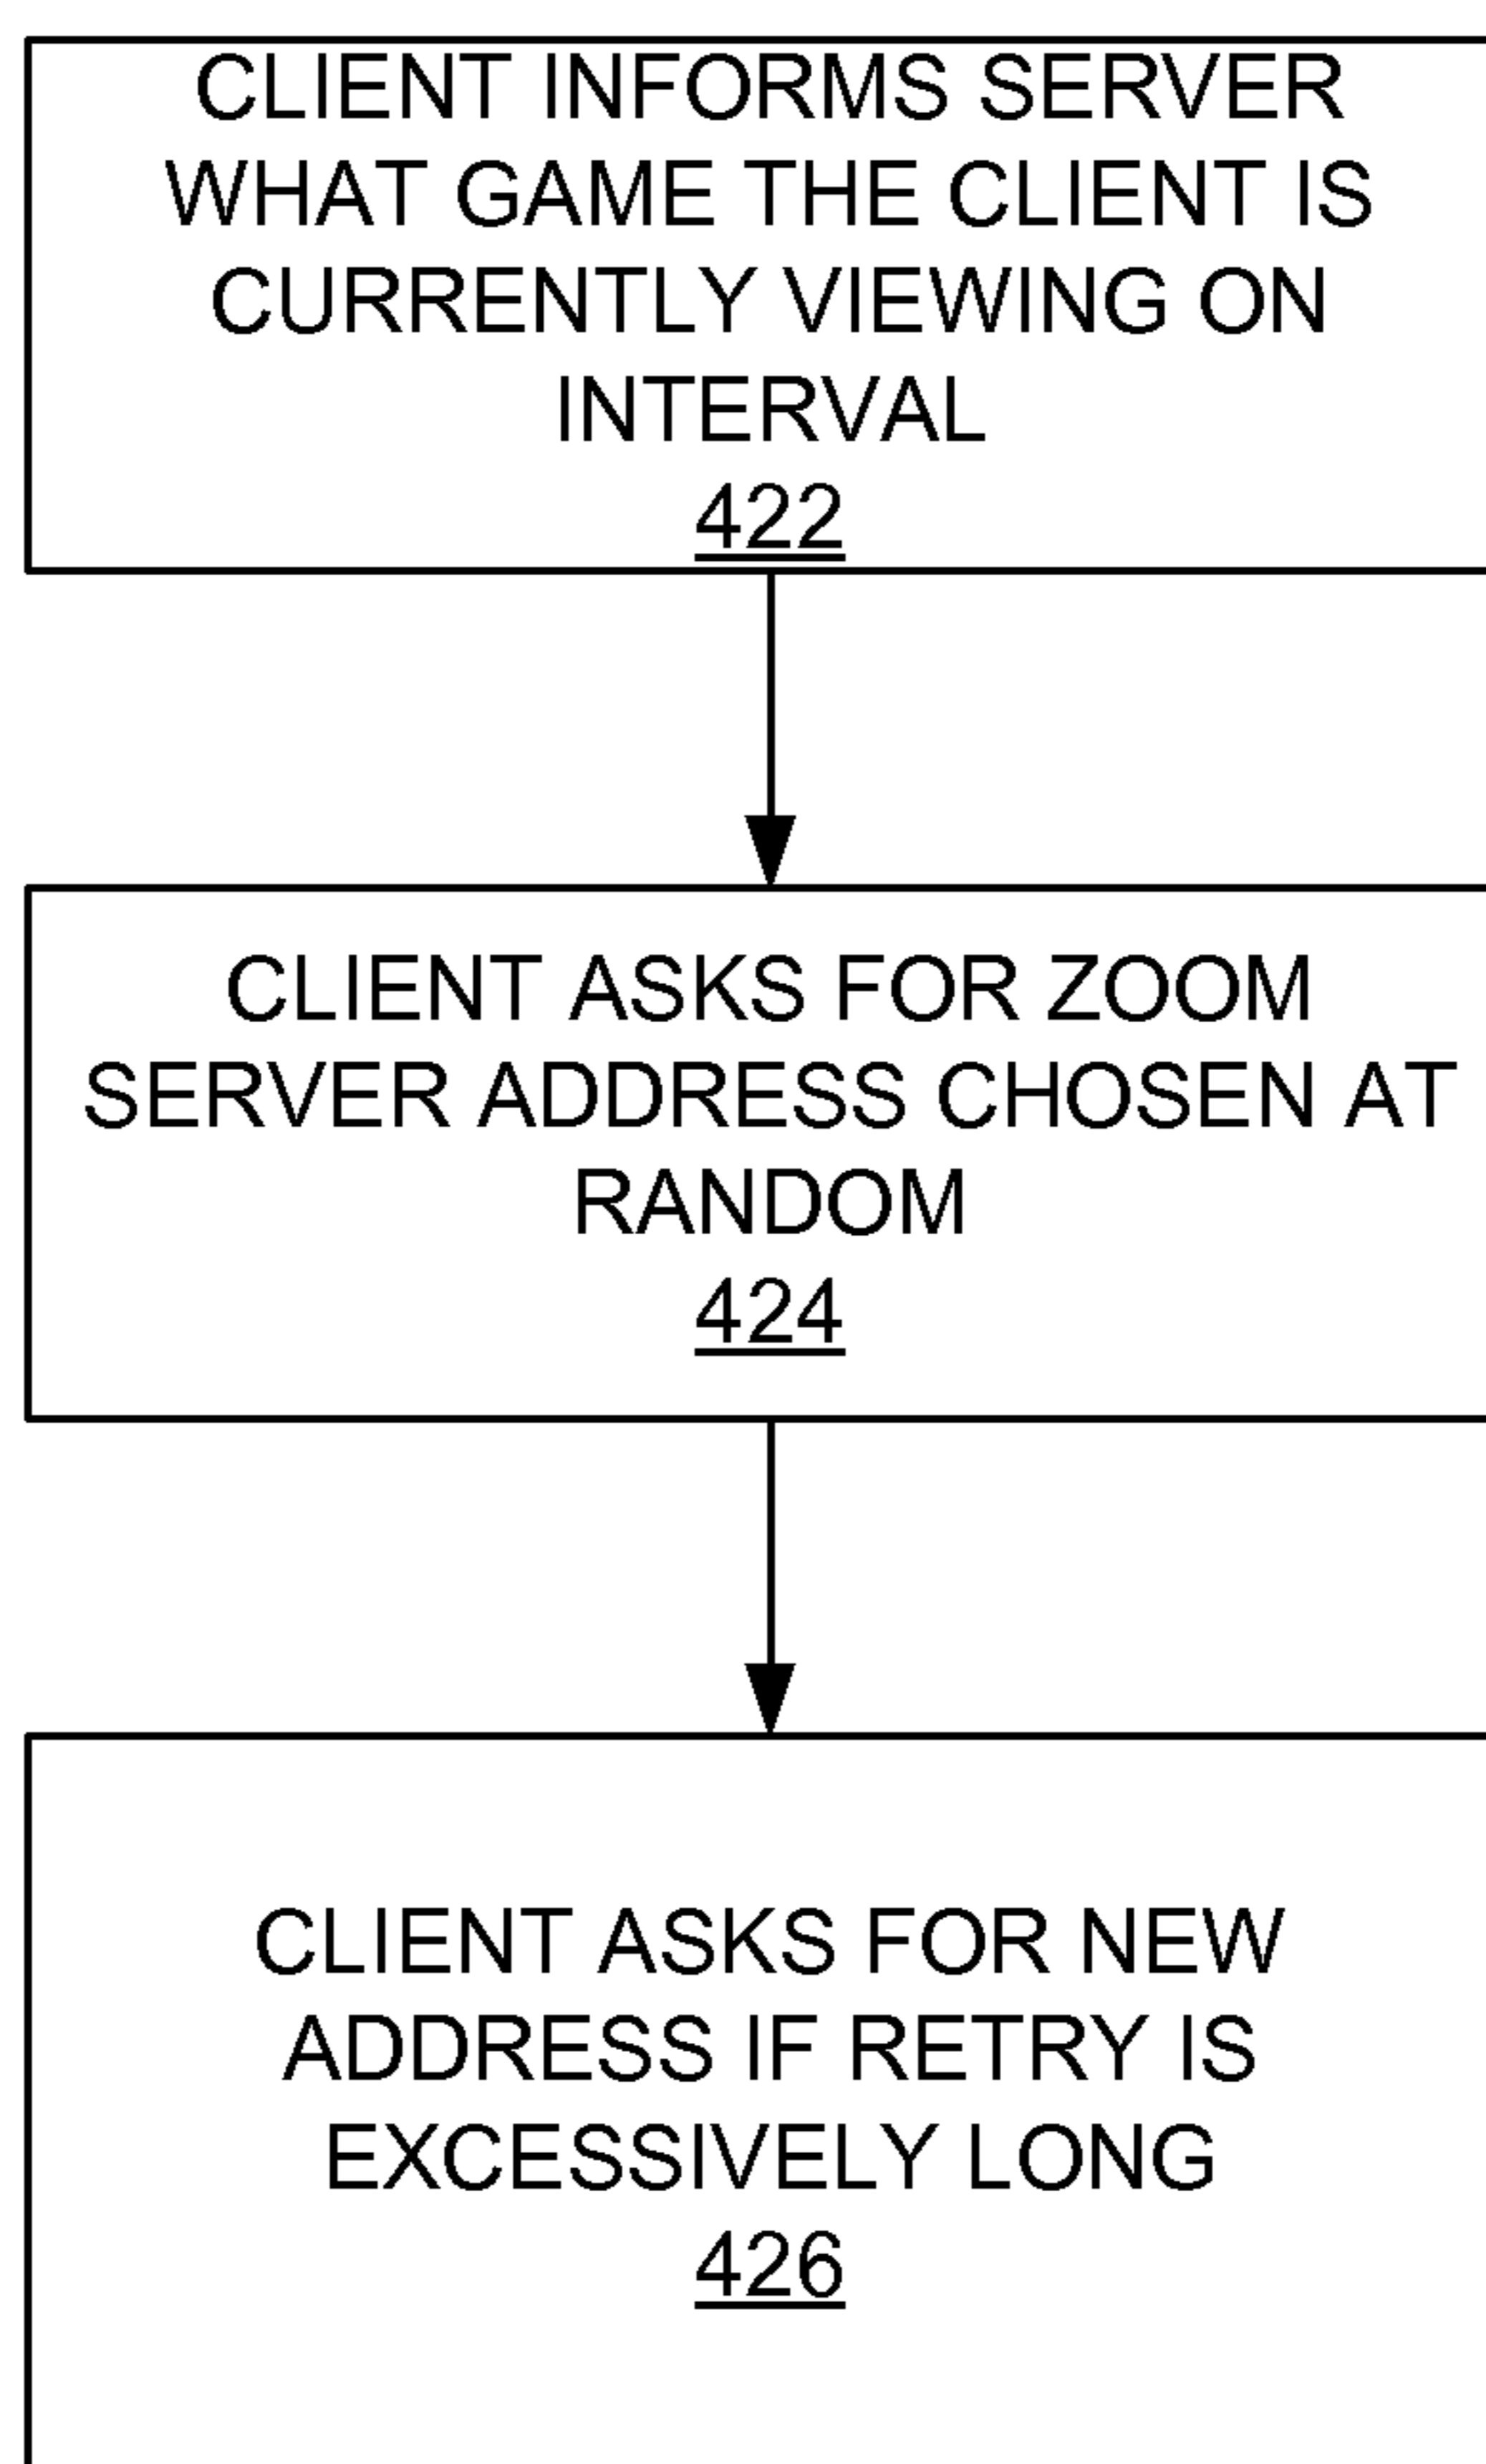 CLIENT INFORMS SERVER
WHAT GAME THE CLIENT IS
CURRENTLY VIEWING ON
INTERVAL
422
CLIENT ASKS FOR ZOOM
SERVER ADDRESS CHOSEN AT
RANDOM
424
CLIENT ASKS FOR NEW
ADDRESS IF RETRY IS
EXCESSIVELY LONG
426